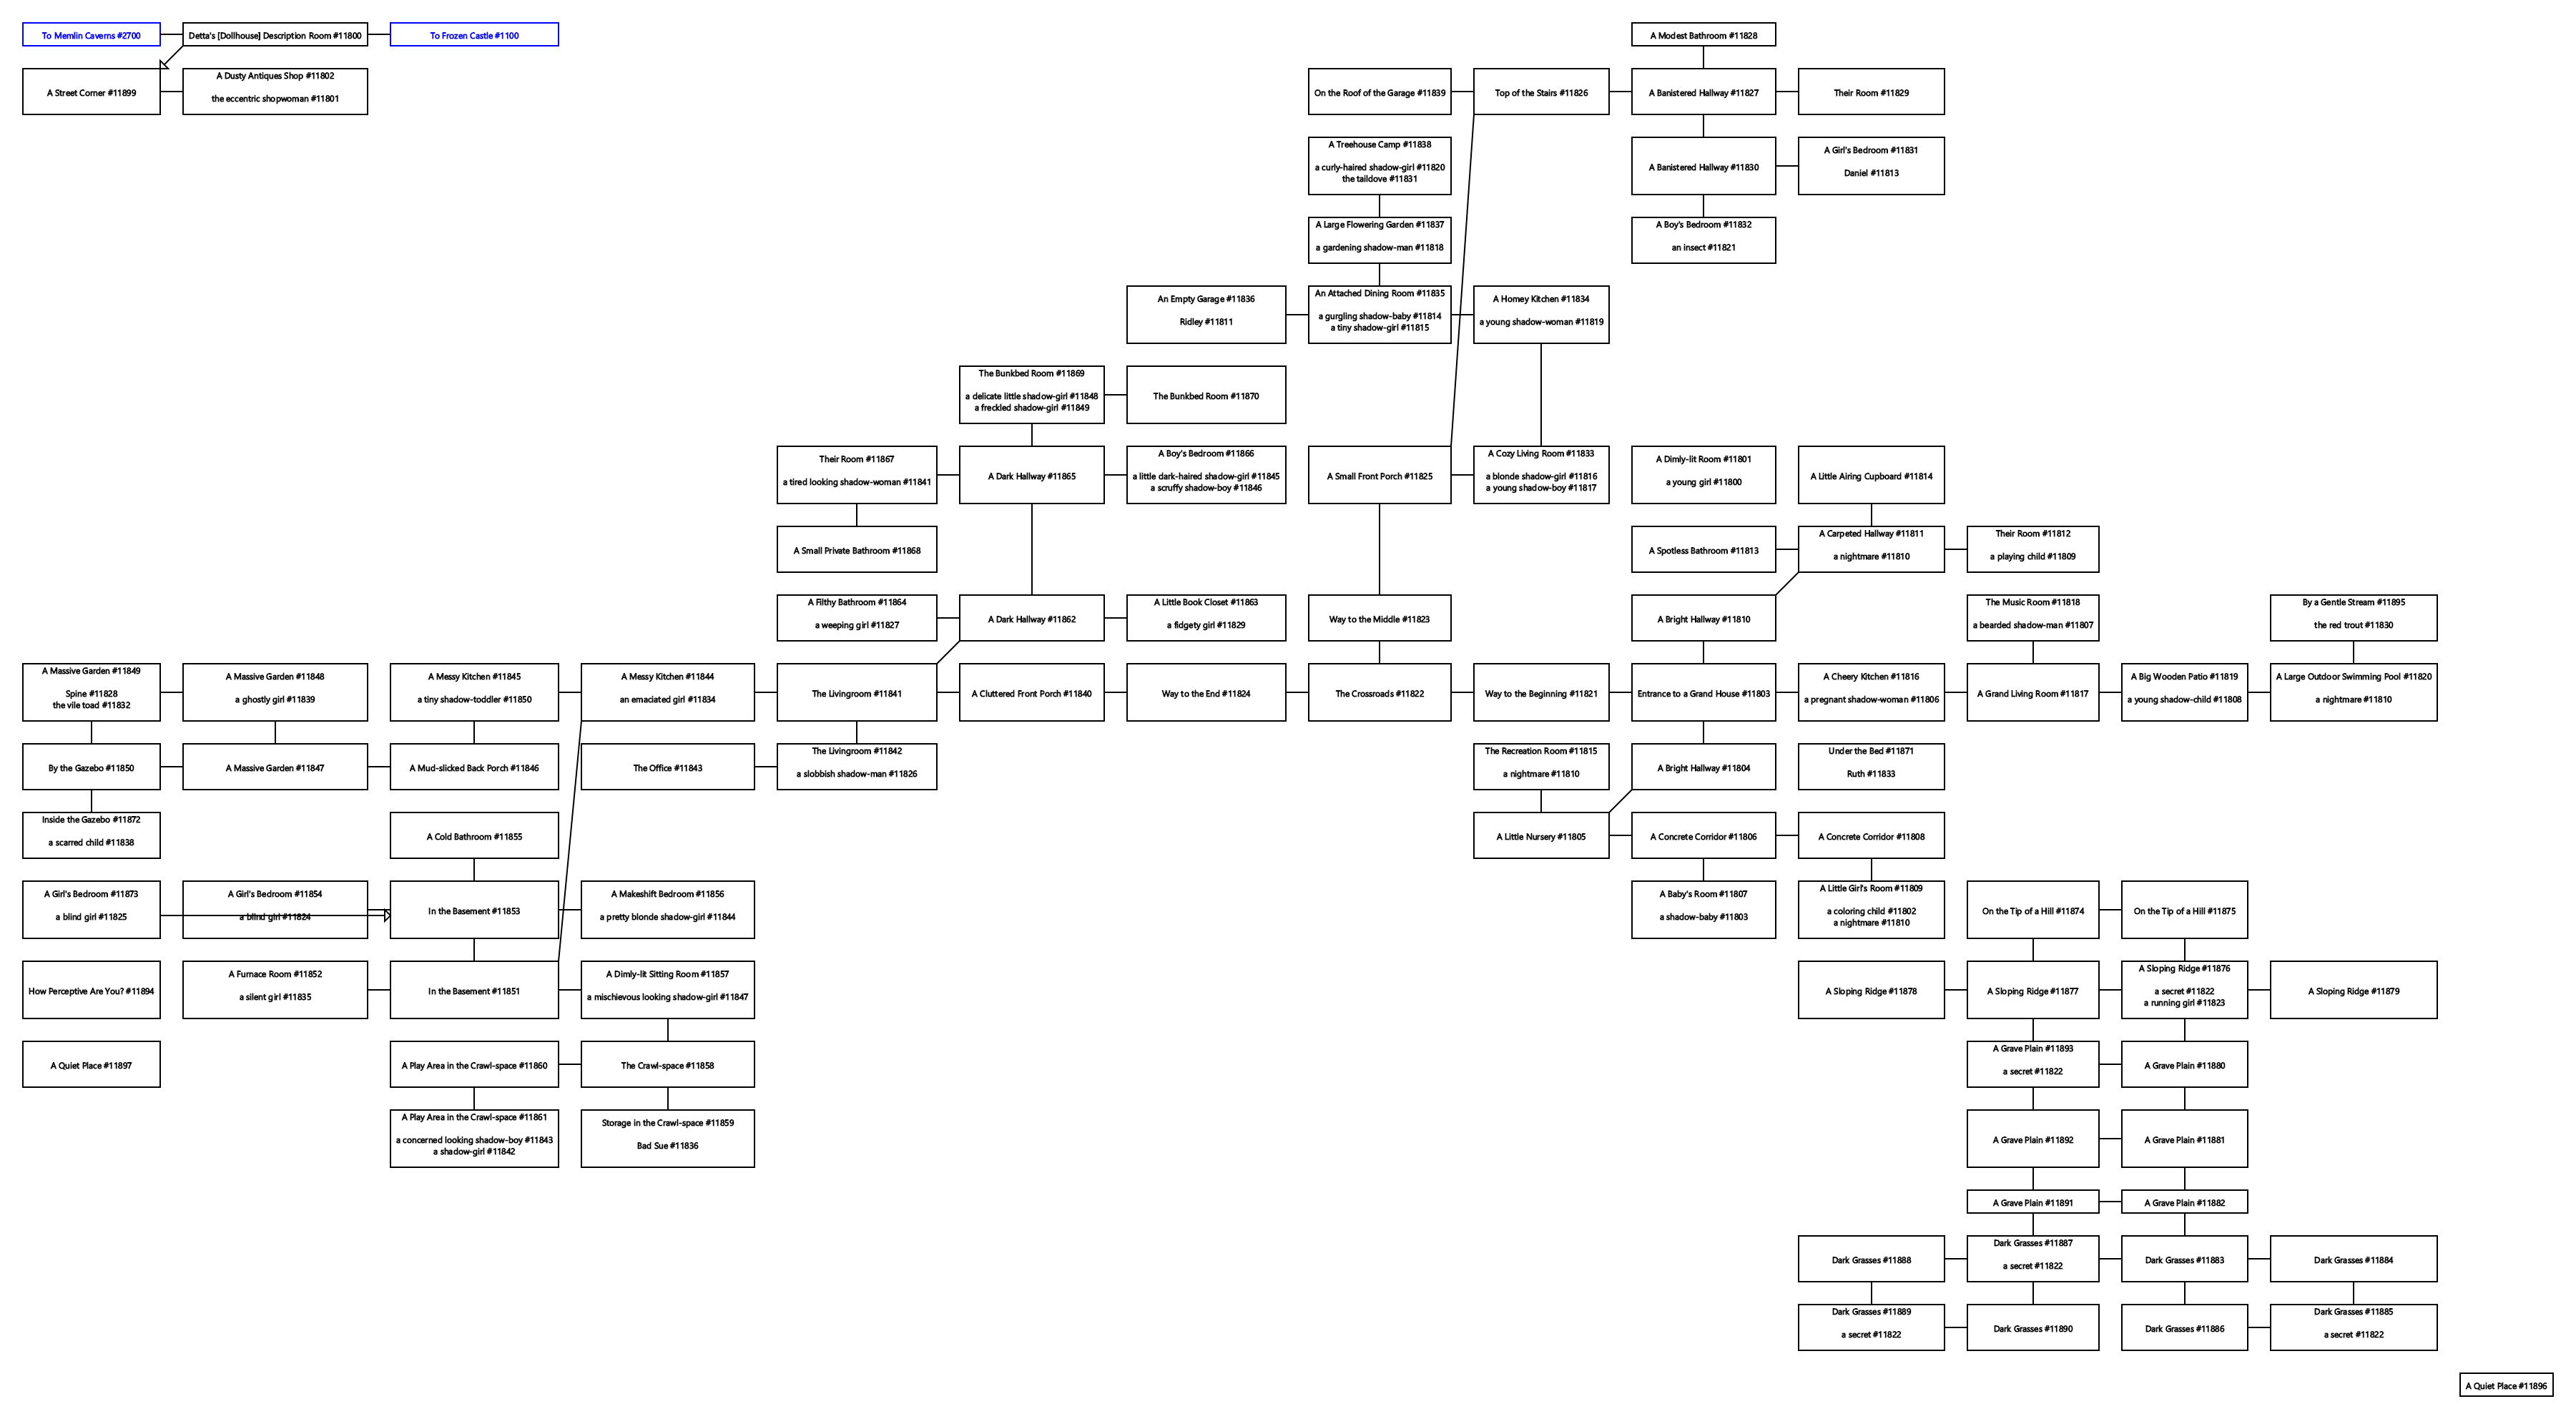 To Memlin Caverns #2700
Detta's [Dollhouse] Description Room #11800
To Frozen Castle #1100
A Modest Bathroom #11828
A Street Corner #11899
A Dusty Antiques Shop #11802
the eccentric shopwoman #11801
On the Roof of the Garage #11839
Top of the Stairs #11826
A Banistered Hallway #11827
Their Room #11829
A Treehouse Camp #11838
a curly-haired shadow-girl #11820
the taildove #11831
A Banistered Hallway #11830
A Girl's Bedroom #11831
Daniel #11813
A Large Flowering Garden #11837
a gardening shadow-man #11818
A Boy's Bedroom #11832
an insect #11821
An Empty Garage #11836
Ridley #11811
An Attached Dining Room #11835
a gurgling shadow-baby #11814
a tiny shadow-girl #11815
A Homey Kitchen #11834
a young shadow-woman #11819
The Bunkbed Room #11869
a delicate little shadow-girl #11848
a freckled shadow-girl #11849
The Bunkbed Room #11870
Their Room #11867
a tired looking shadow-woman #11841
A Dark Hallway #11865
A Boy's Bedroom #11866
a little dark-haired shadow-girl #11845
a scruffy shadow-boy #11846
A Small Front Porch #11825
A Cozy Living Room #11833
a blonde shadow-girl #11816
a young shadow-boy #11817
A Dimly-lit Room #11801
a young girl #11800
A Little Airing Cupboard #11814
A Small Private Bathroom #11868
A Spotless Bathroom #11813
A Carpeted Hallway #11811
a nightmare #11810
Their Room #11812
a playing child #11809
A Filthy Bathroom #11864
a weeping girl #11827
A Dark Hallway #11862
A Little Book Closet #11863
a fidgety girl #11829
Way to the Middle #11823
A Bright Hallway #11810
The Music Room #11818
a bearded shadow-man #11807
By a Gentle Stream #11895
the red trout #11830
A Massive Garden #11849
Spine #11828
the vile toad #11832
A Massive Garden #11848
a ghostly girl #11839
A Messy Kitchen #11845
a tiny shadow-toddler #11850
A Messy Kitchen #11844
an emaciated girl #11834
The Livingroom #11841
A Cluttered Front Porch #11840
Way to the End #11824
The Crossroads #11822
Way to the Beginning #11821
Entrance to a Grand House #11803
A Cheery Kitchen #11816
a pregnant shadow-woman #11806
A Grand Living Room #11817
A Big Wooden Patio #11819
a young shadow-child #11808
A Large Outdoor Swimming Pool #11820
a nightmare #11810
By the Gazebo #11850
A Massive Garden #11847
A Mud-slicked Back Porch #11846
The Office #11843
The Livingroom #11842
a slobbish shadow-man #11826
The Recreation Room #11815
a nightmare #11810
A Bright Hallway #11804
Under the Bed #11871
Ruth #11833
Inside the Gazebo #11872
a scarred child #11838
A Cold Bathroom #11855
A Little Nursery #11805
A Concrete Corridor #11806
A Concrete Corridor #11808
A Girl's Bedroom #11873
a blind girl #11825
A Girl's Bedroom #11854
a blind girl #11824
In the Basement #11853
A Makeshift Bedroom #11856
a pretty blonde shadow-girl #11844
A Baby's Room #11807
a shadow-baby #11803
A Little Girl's Room #11809
a coloring child #11802
a nightmare #11810
On the Tip of a Hill #11874
On the Tip of a Hill #11875
How Perceptive Are You? #11894
A Furnace Room #11852
a silent girl #11835
In the Basement #11851
A Dimly-lit Sitting Room #11857
a mischievous looking shadow-girl #11847
A Sloping Ridge #11878
A Sloping Ridge #11877
A Sloping Ridge #11876
a secret #11822
a running girl #11823
A Sloping Ridge #11879
A Quiet Place #11897
A Play Area in the Crawl-space #11860
The Crawl-space #11858
A Grave Plain #11893
a secret #11822
A Grave Plain #11880
A Play Area in the Crawl-space #11861
a concerned looking shadow-boy #11843
a shadow-girl #11842
Storage in the Crawl-space #11859
Bad Sue #11836
A Grave Plain #11892
A Grave Plain #11881
A Grave Plain #11891
A Grave Plain #11882
Dark Grasses #11888
Dark Grasses #11887
a secret #11822
Dark Grasses #11883
Dark Grasses #11884
Dark Grasses #11889
a secret #11822
Dark Grasses #11890
Dark Grasses #11886
Dark Grasses #11885
a secret #11822
A Quiet Place #11896